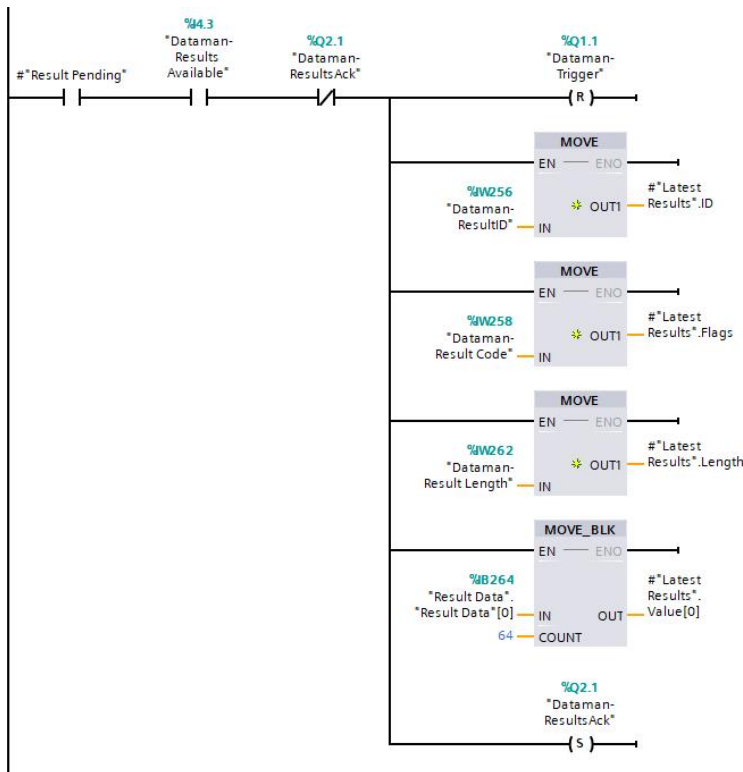 %I4.3
"Dataman-
Results
Available"
#"Result Pending"
%Q2.1
"Dataman-
ResultsAck"
%Q1.1
"Dataman-
Trigger"
R
MOVE
EN
ENO
%IW256
"Dataman-
ResultID"
IN
OUT1
#"Latest
Results".ID
MOVE
EN
ENO
%IW258
"Dataman-
Result Code"
IN
OUT1
#"Latest
Results".Flags
MOVE
EN
ENO
%IW262
"Dataman-
Result Length"
IN
OUT1
#"Latest
Results".Length
MOVE_BLK
EN
ENO
%IB264
"Result Data".
"Result Data"[0]
IN
64
COUNT
OUT
#"Latest
Results".
Value[0]
%Q2.1
"Dataman-
ResultsAck"
S